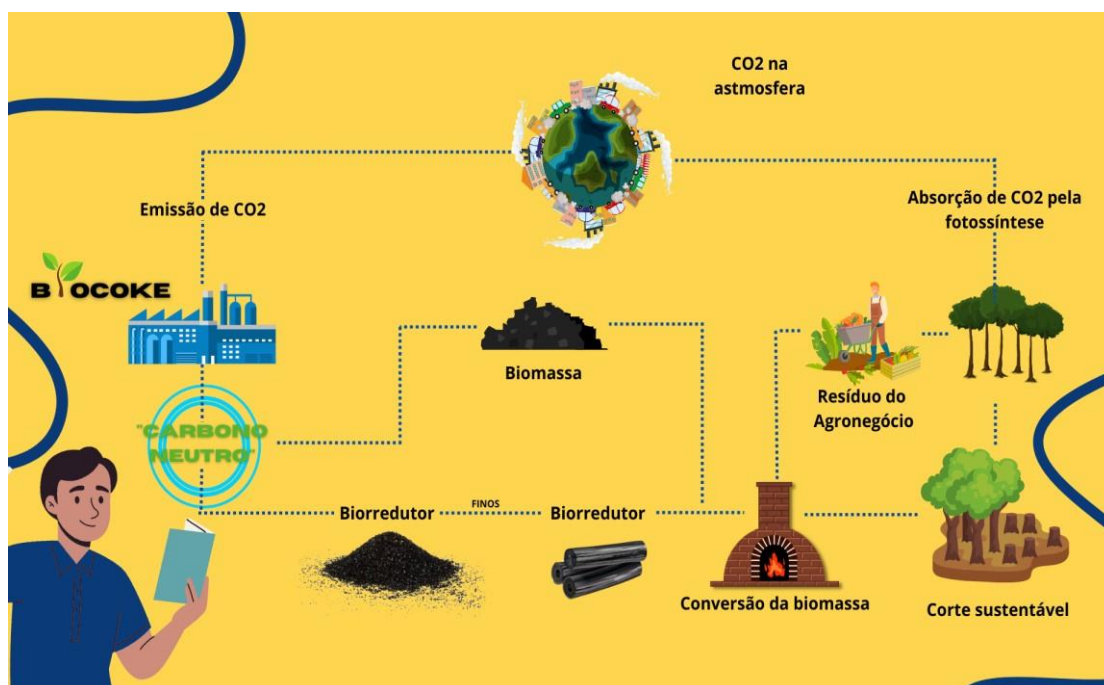 CO2 na
astmosfera
Emissão de CO2
Absorção de CO2 pela
fotossíntese
B OCOKE
Biomassa
Resíduo do
Agronegócio
"CARBONO
NEUTRO"
Biorredutor
FINOS
Biorredutor
Conversão da biomassa
Corte sustentável